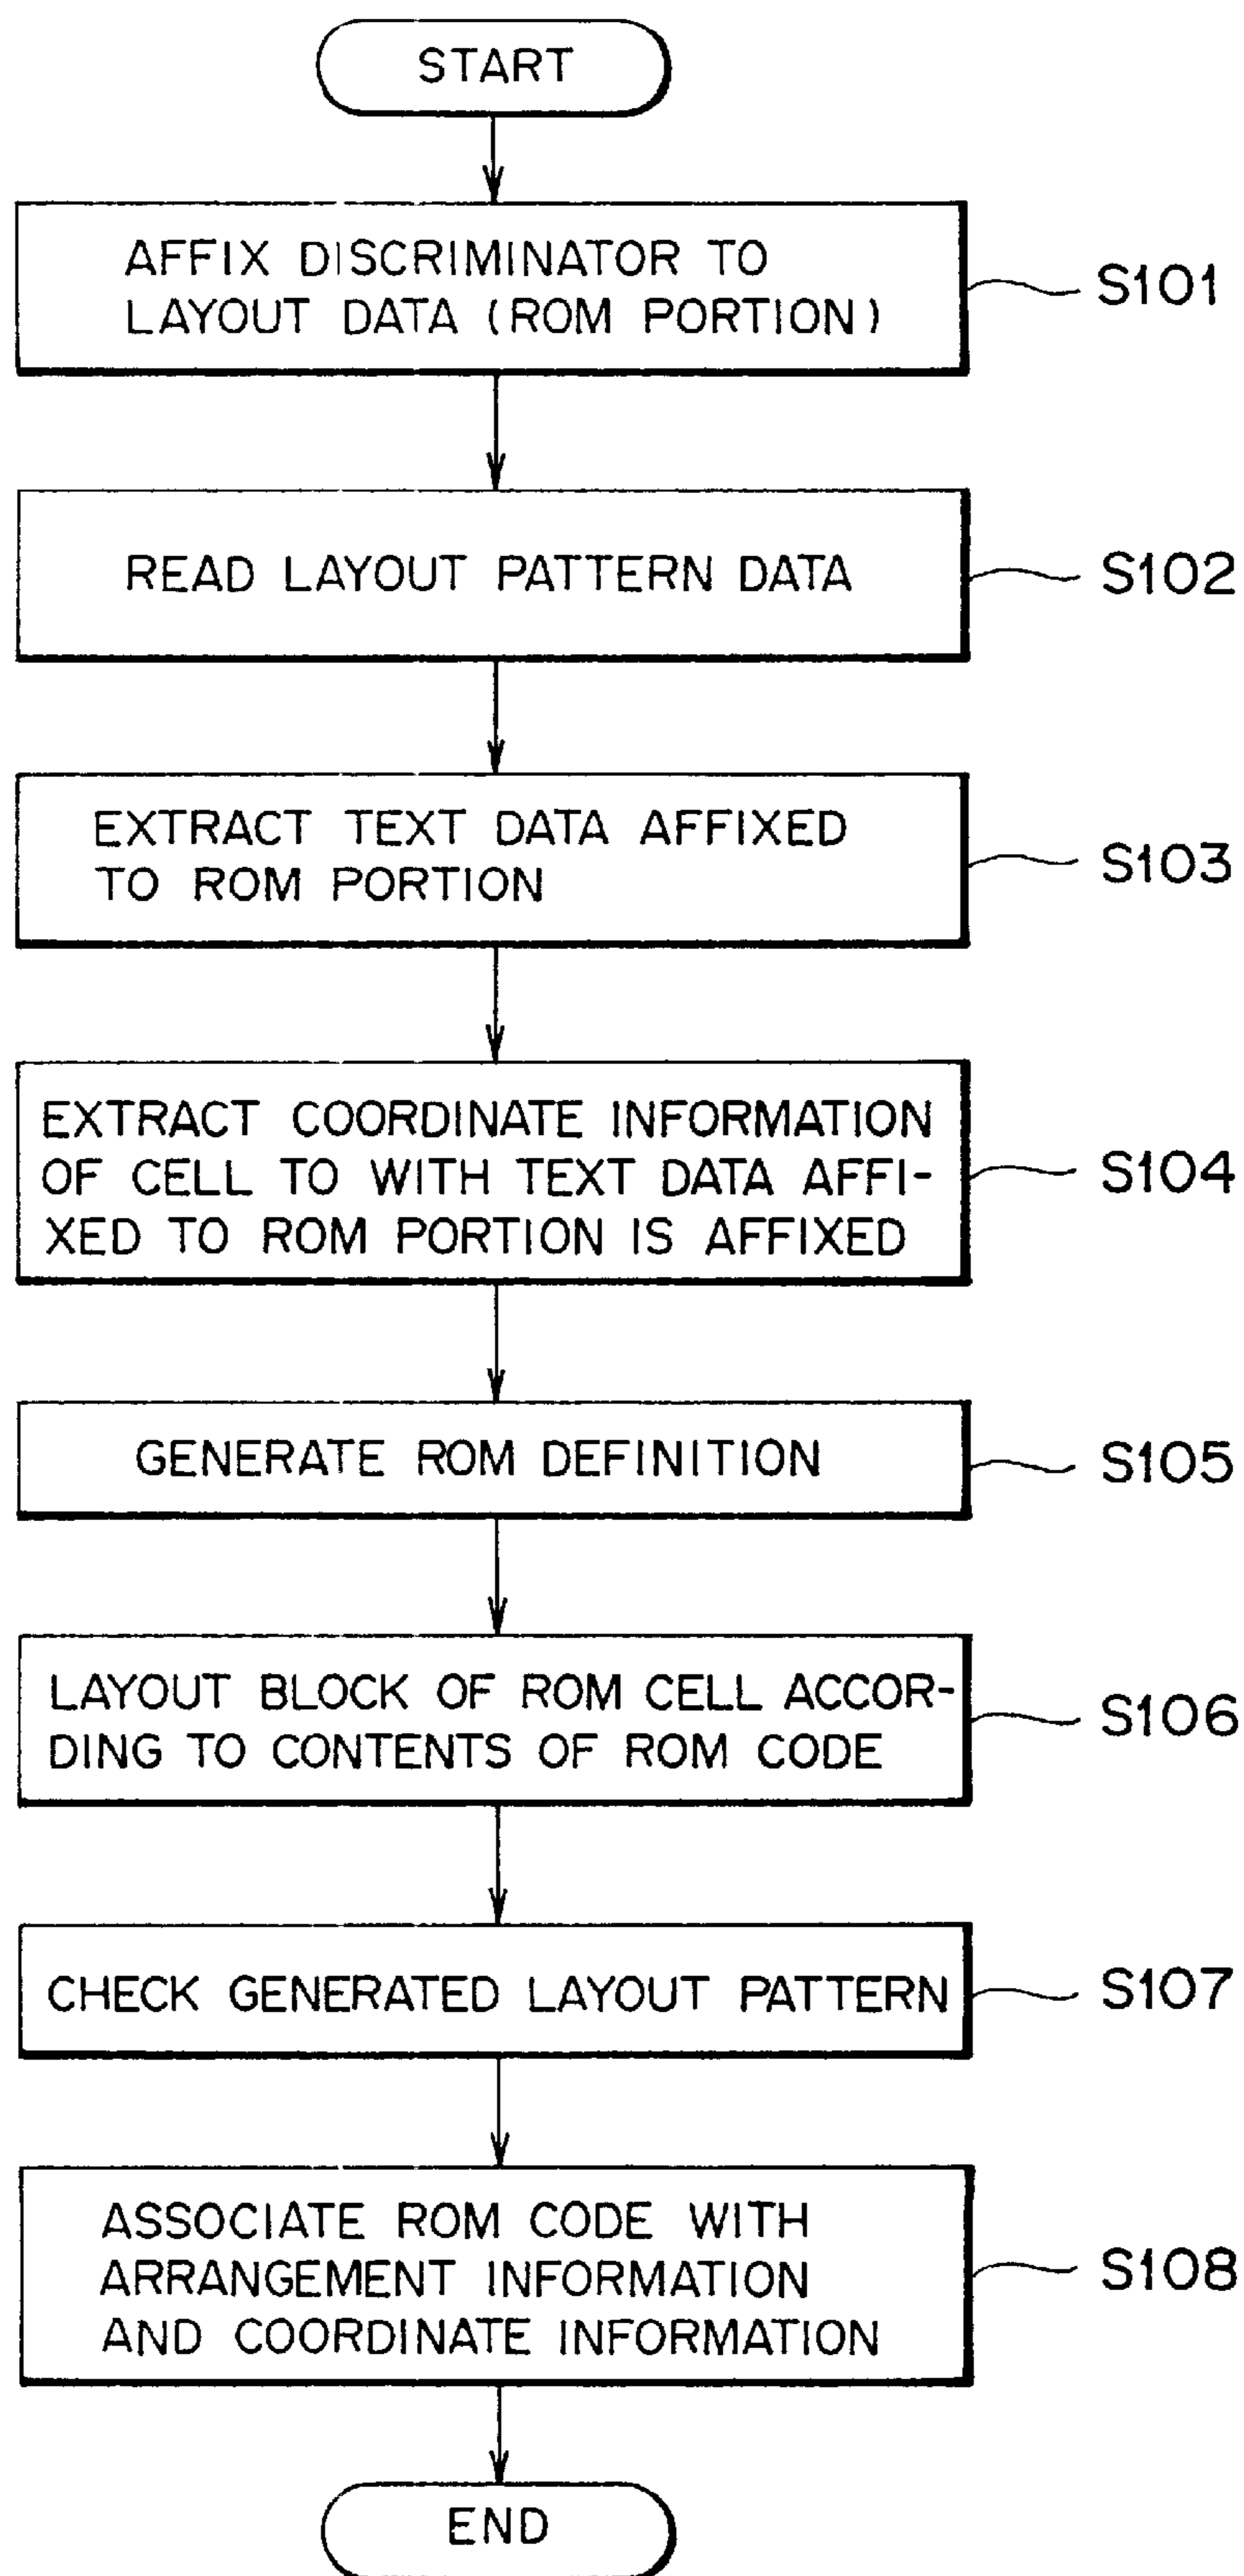 START
AFFIX DISCRIMINATOR TO
LAYOUT DATA (ROM PORTION)
S101
READ LAYOUT PATTERN DATA
S102
EXTRACT TEXT DATA AFFIXED
TO ROM PORTION
S103
EXTRACT COORDINATE INFORMATION
OF CELL TO WITH TEXT DATA AFFI-
XED TO ROM PORTION IS AFFIXED
S104
GENERATE ROM DEFINITION
S105
LAYOUT BLOCK OF ROM CELL ACCOR-
DING TO CONTENTS OF ROM CODE
S106
CHECK GENERATED LAYOUT PATTERN
S107
ASSOCIATE ROM CODE WITH
ARRANGEMENT INFORMATION
AND COORDINATE INFORMATION
S108
END